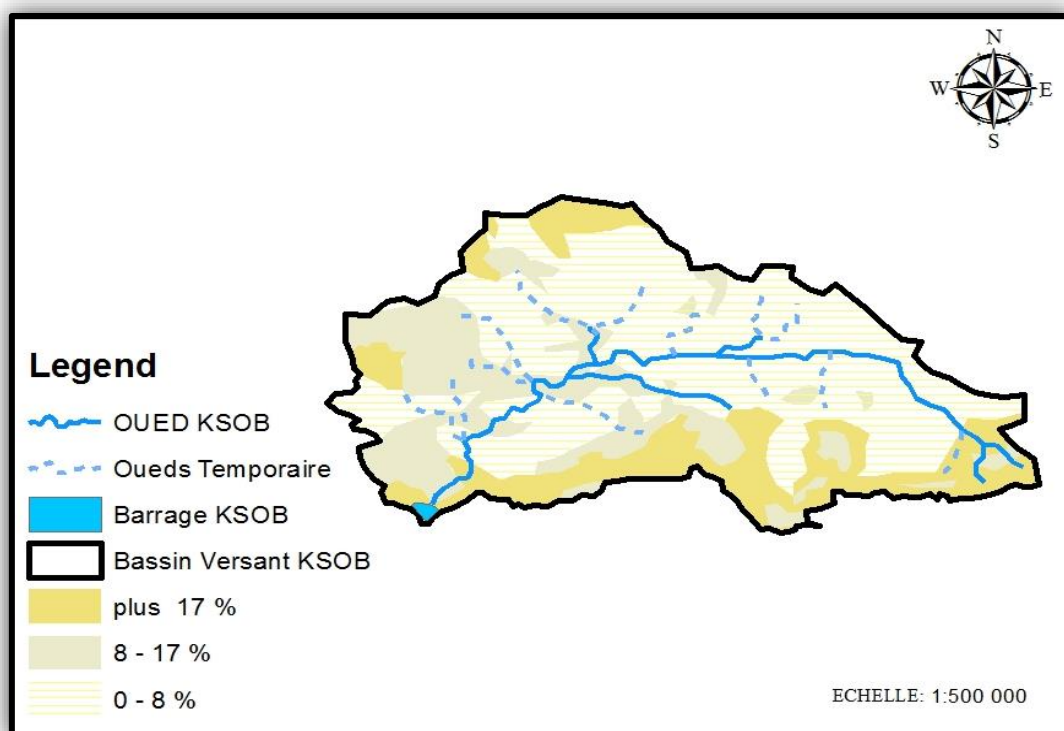 N
W E
S
Legend
OUED KSOB
Oueds Temporaire
Barrage KSOB
Bassin Versant KSOB
plus 17 %
8 - 17 %
0 - 8 %
ECHELLE: 1:500 000